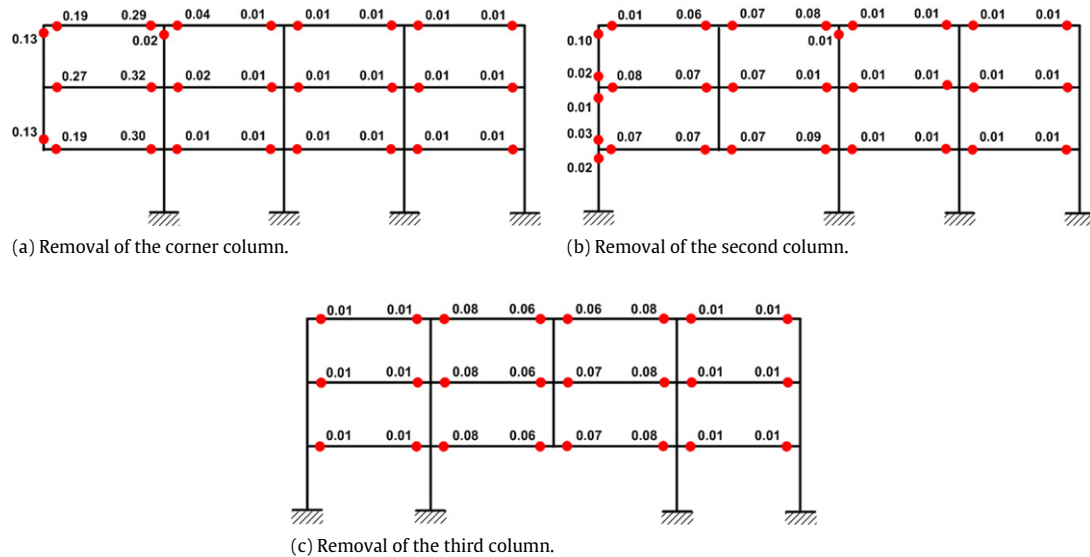 0.19 0.29 0.04 0.01 0.01 0.01 0.01 0.01
0.13 0.02
0.27 0.32 0.02 0.01 0.01 0.01 0.01 0.01
0.13
0.19 0.30 0.01 0.01 0.01 0.01 0.01 0.01
(a) Removal of the corner column.
0.01 0.06 0.07 0.08 0.01 0.01 0.01 0.01
0.10 0.01
0.02
0.08 0.07 0.07 0.01 0.01 0.01 0.01 0.01
0.01
0.03
0.07 0.07 0.07 0.09 0.01 0.01 0.01 0.01
0.02
(b) Removal of the second column.
0.01 0.01 0.08 0.06 0.06 0.08 0.01 0.01
0.01 0.01 0.08 0.06 0.07 0.08 0.01 0.01
0.01 0.01 0.08 0.06 0.07 0.08 0.01 0.01
(c) Removal of the third column.